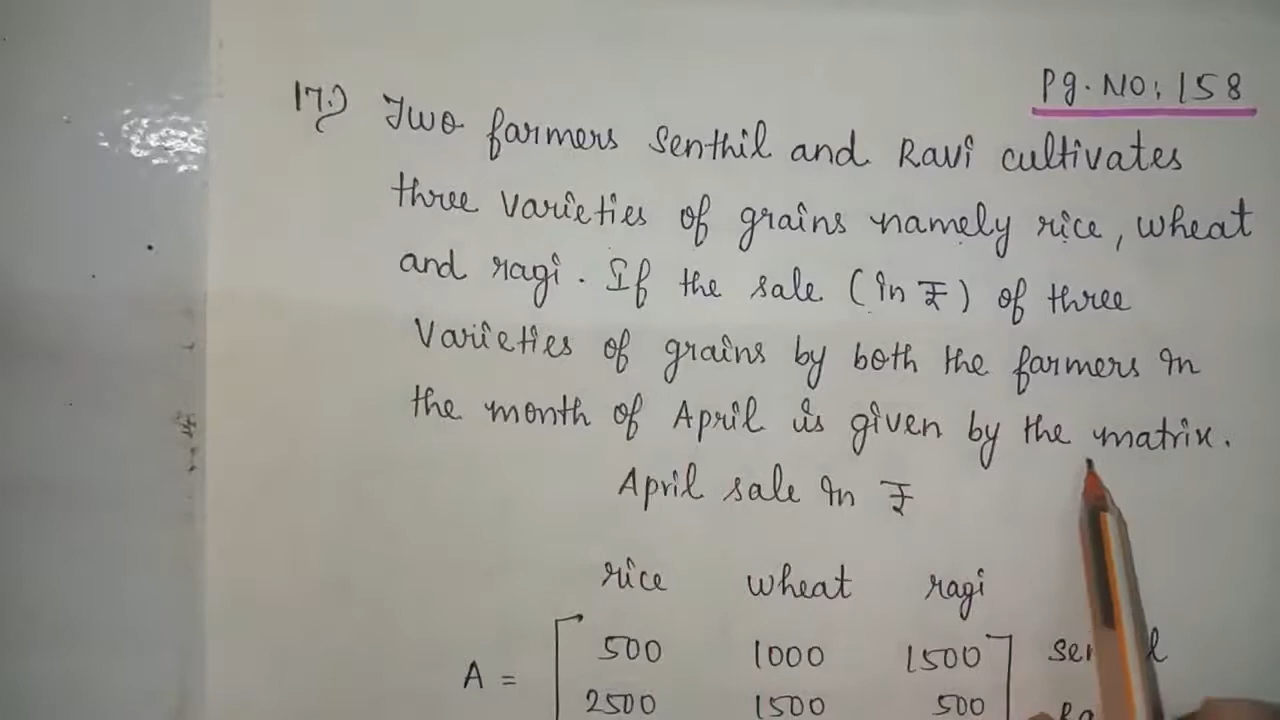 Pg. NO: 158
17.) Two farmers Senthil and Ravi cultivates
three varieties of grains namely rice, wheat
and ragi. If the sale (in ₹) of three
Varieties of grains by both the farmers in
the month of April is given by the matrix.
April sale in ₹
rice wheat ragi
500 1000 1500
A =
2500 1500 500